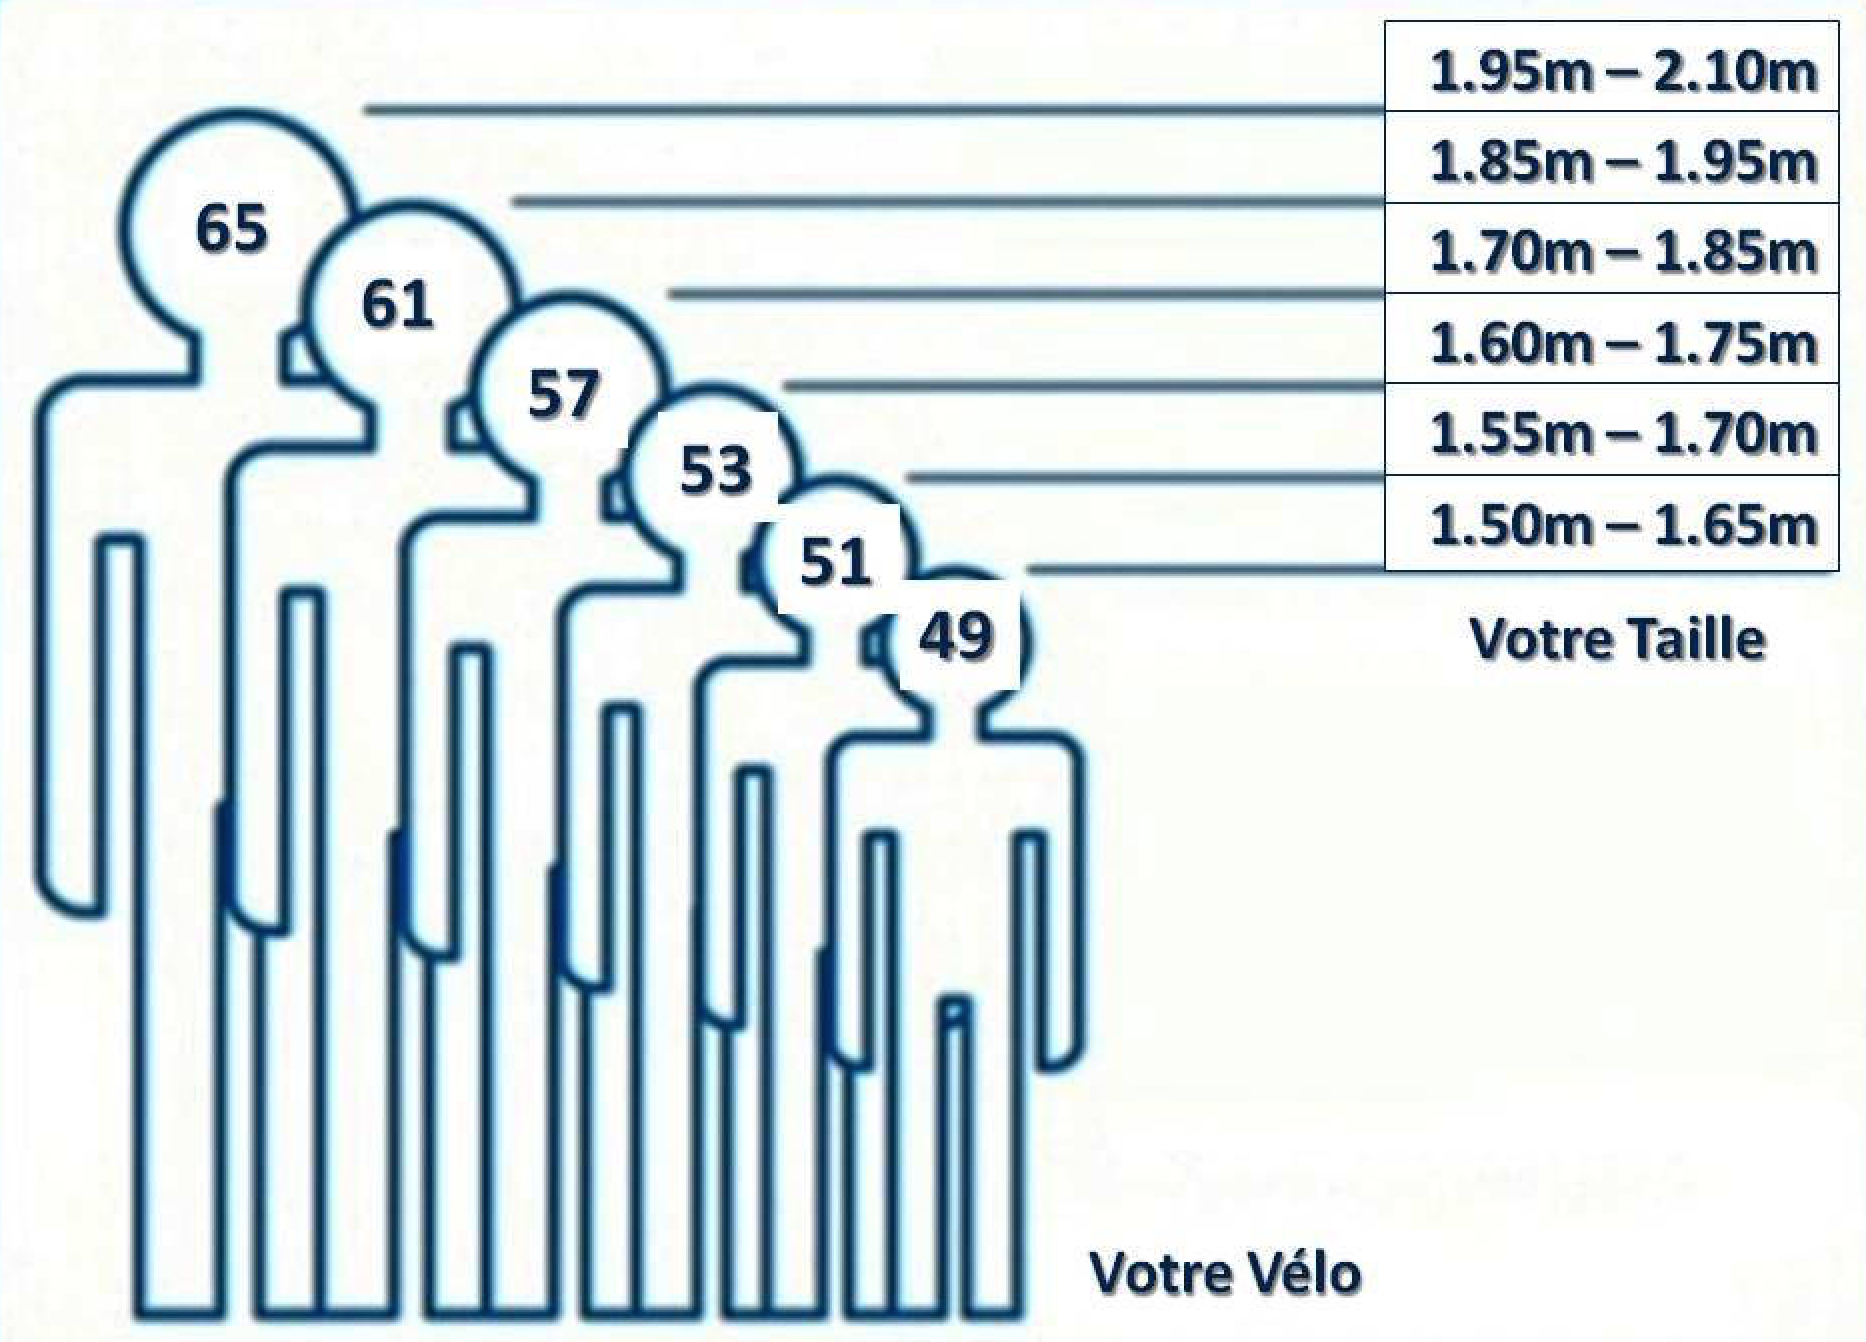 1.95m – 2.10m
1.85m – 1.95m
1.70m – 1.85m
1.60m – 1.75m
1.55m – 1.70m
1.50m – 1.65m
Votre Taille
65
61
57
53
51
49
Votre Vélo